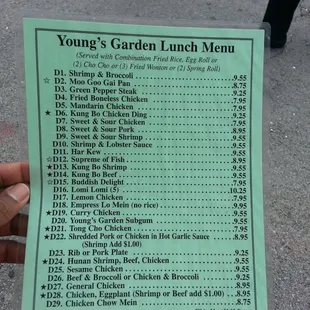 Young's Garden Lunch Menu
(Served with Combination Fried Rice, Egg Roll or
(2) Cho Cho or (3) Fried Wonton or (2) Spring Roll)
D1. Shrimp & Broccoli 9.55
☆D2. Moo Goo Gai Pan 8.75
D3. Green Pepper Steak 9.25
D4. Fried Boneless Chicken 7.95
D5. Mandarin Chicken 7.95
★D6. Kung Bo Chicken Ding 9.25
D7. Sweet & Sour Chicken 7.95
D8. Sweet & Sour Pork 8.95
D9. Sweet & Sour Shrimp 9.55
D10. Shrimp & Lobster Sauce 9.55
D11. Har Kew 9.55
☆D12. Supreme of Fish 8.95
★D13. Kung Bo Shrimp 9.55
★D14. Kung Bo Beef 9.55
☆D15. Buddish Delight 7.95
D16. Lomi Lomi (5) 10.25
D17. Lemon Chicken 7.95
D18. Empress Lo Mein (no rice) 9.95
★D19. Curry Chicken 9.55
D20. Young's Garden Subgum 9.55
★D21. Tong Cho Chicken 7.95
★D22. Shredded Pork or Chicken in Hot Garlic Sauce 8.95
(Shrimp Add $1.00)
D23. Rib or Pork Plate 9.25
★D24. Hunan Shrimp, Beef, Chicken 9.55
D25. Sesame Chicken 9.55
D26. Beef & Broccoli or Chicken & Broccoli 9.25
★D27. General Chicken 8.95
★D28. Chicken, Eggplant (Shrimp or Beef add $1.00) 8.95
D29. Chicken Chow Mein 8.75